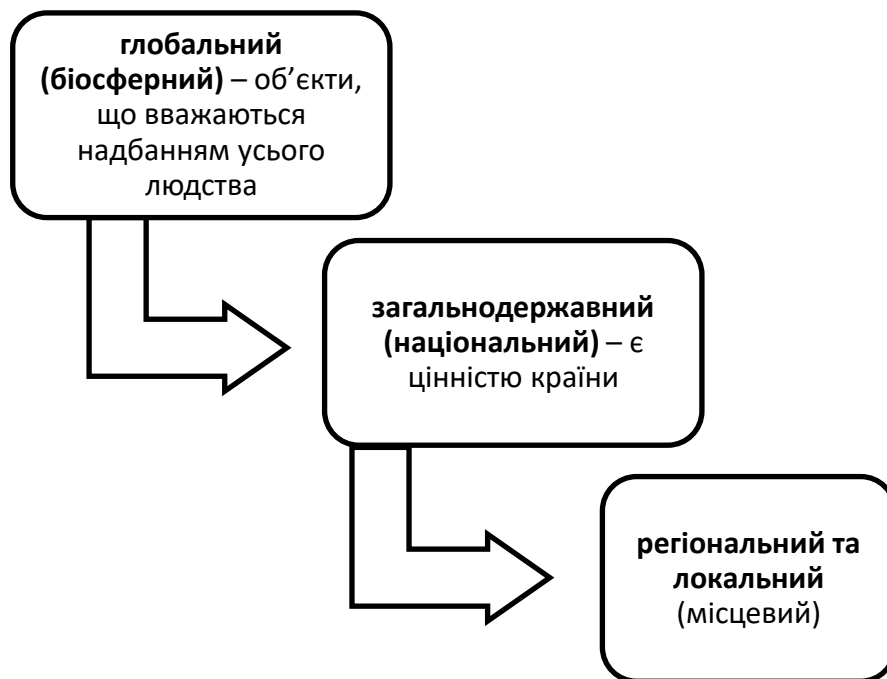 глобальний
(біосферний) – об’єкти,
що вважаються
надбанням усього
людства
загальнодержавний
(національний) – є
цінністю країни
регіональний та
локальний
(місцевий)